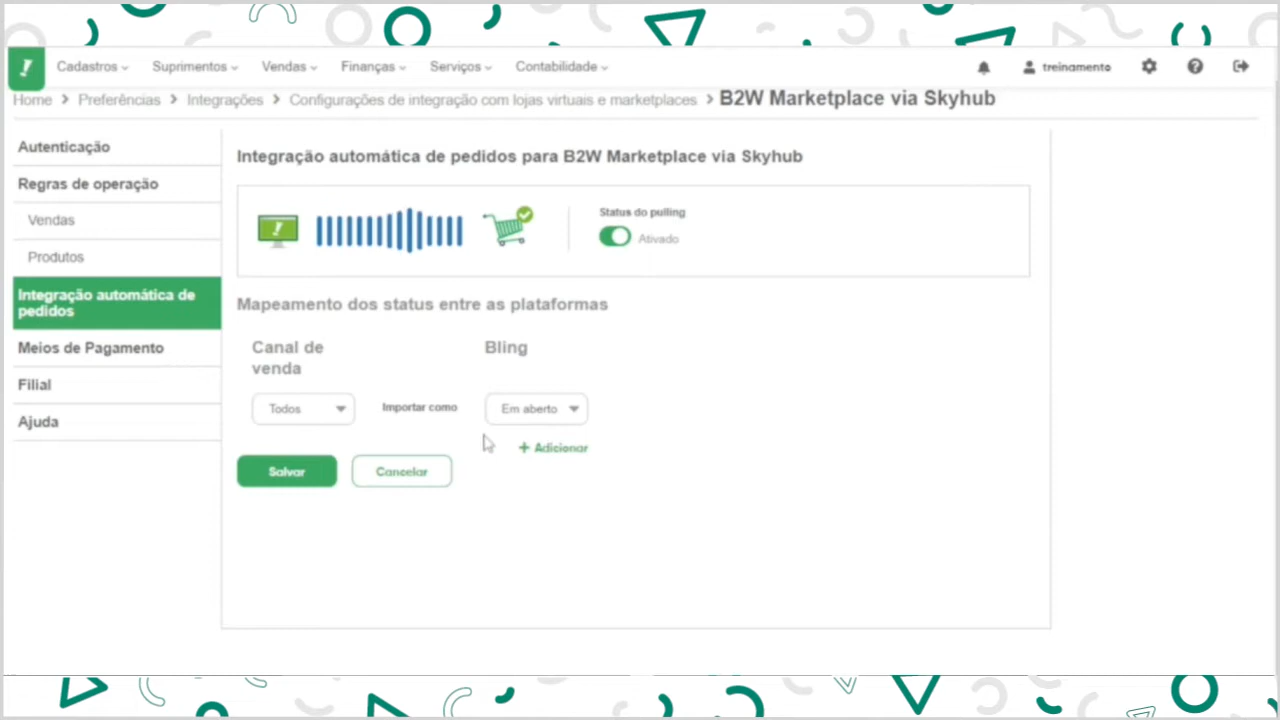 Cadastros Suprimentos Vendas Finanças Serviços Contabilidade treinamento
Home > Preferências > Integrações > Configurações de integração com lojas virtuais e marketplaces > B2W Marketplace via Skyhub
Autenticação
Regras de operação
Vendas
Produtos
Integração automática de
pedidos
Meios de Pagamento
Filial
Ajuda
Integração automática de pedidos para B2W Marketplace via Skyhub
Status do pulling
Ativado
Mapeamento dos status entre as plataformas
Canal de
venda
Bling
Todos Importar como Em aberto
+ Adicionar
Salvar Cancelar